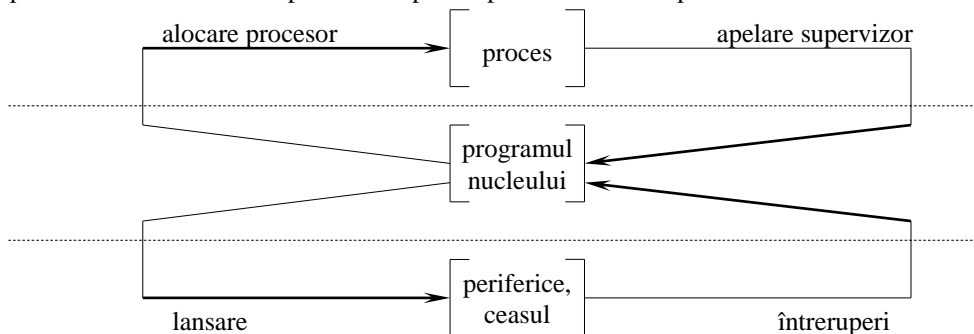 alocare procesor
proces
apelare supervizor
programul
nucleului
periferice,
ceasul
lansare
întreruperi